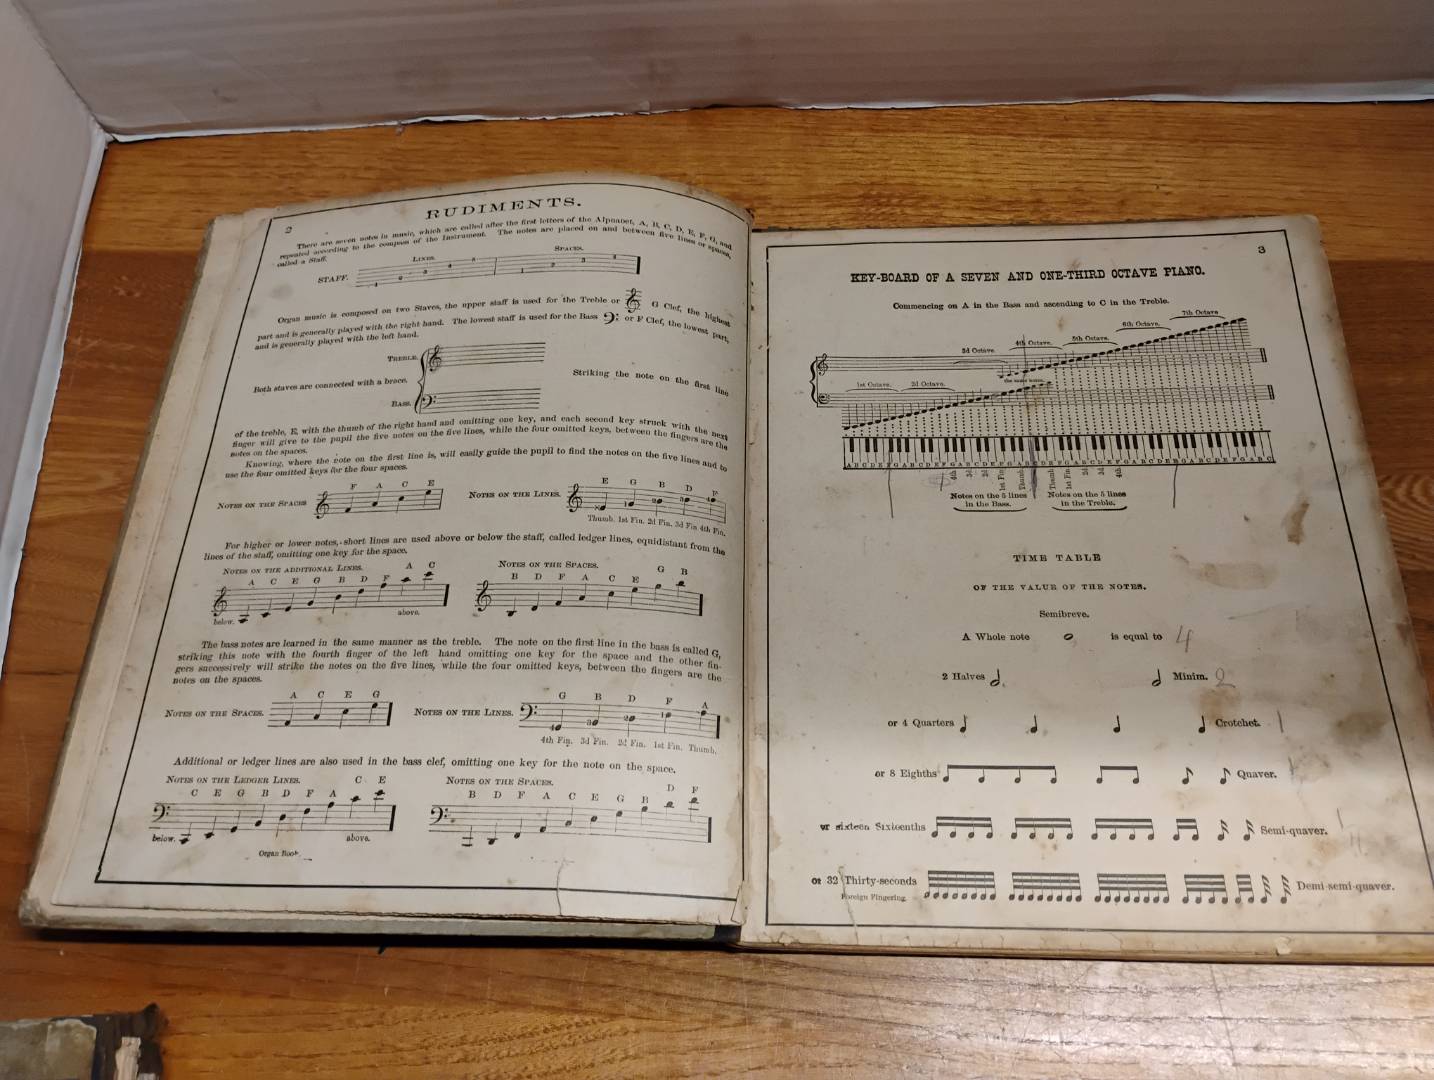 2
RUDIMENTS.
There are seven notes in music, which are called after the first letters of the Alphabet, A, B, C, D, E, F, G, and
repeated according to the compass of the Instrument. The notes are placed on and between five lines or spaces,
called a Staff.
LINES. SPACES.
STAFF. 1 2 3 4 5 1 2 3 4
Organ music is composed on two Staves, the upper staff is used for the Treble or G Clef, the highest
part and is generally played with the right hand. The lowest staff is used for the Bass or F Clef, the lowest part,
and is generally played with the left hand.
TREBLE.
Both staves are connected with a brace. Striking the note on the first line
BASS.
of the treble, E, with the thumb of the right hand and omitting one key, and each second key struck with the next
finger will give to the pupil the five notes on the five lines, while the four omitted keys, between the fingers are the
notes on the spaces.
Knowing, where the note on the first line is, will easily guide the pupil to find the notes on the five lines and to
use the four omitted keys for the four spaces.
F A C E E G B D F
NOTES ON THE SPACES NOTES ON THE LINES.
Thumb. 1st Fin. 2d Fin. 3d Fin 4th Fin.
For higher or lower notes, short lines are used above or below the staff, called ledger lines, equidistant from the
lines of the staff, omitting one key for the space.
NOTES ON THE ADDITIONAL LINES. A C NOTES ON THE SPACES. G B
A C E G B D F B D F A C E
below. above.
The bass notes are learned in the same manner as the treble. The note on the first line in the bass is called G,
striking this note with the fourth finger of the left hand omitting one key for the space and the other fin-
gers successively will strike the notes on the five lines, while the four omitted keys, between the fingers are the
notes on the spaces.
A C E G G B D F A
NOTES ON THE SPACES. NOTES ON THE LINES.
4th Fin. 3d Fin. 2d Fin. 1st Fin. Thumb.
Additional or ledger lines are also used in the bass clef, omitting one key for the note on the space.
NOTES ON THE LEDGER LINES. C E NOTES ON THE SPACES. D F
C E G B D F A B D F A C E G B
below. above.
Organ Book.
3
KEY-BOARD OF A SEVEN AND ONE-THIRD OCTAVE PIANO.
Commencing on A in the Bass and ascending to C in the Treble.
1st Octave. 2d Octave. 3d Octave. 4th Octave. 5th Octave. 6th Octave. 7th Octave.
the same notes.
A B C D E F G A B C D E F G A B C D E F G A B C D E F G A B C D E F G A B C D E F G A B C D E F G A B C
4th 3d 2d 1st Fin Thumb Thumb 1st Fin 2d 3d 4th
Notes on the 5 lines Notes on the 5 lines
in the Bass. in the Treble.
TIME TABLE
OF THE VALUE OF THE NOTES.
Semibreve.
A Whole note is equal to 4
2 Halves Minim. 2
or 4 Quarters Crotchet. 1
or 8 Eighths Quaver.
or sixteen Sixteenths Semi-quaver.
or 32 Thirty-seconds Demi-semi-quaver.
Foreign Fingering.